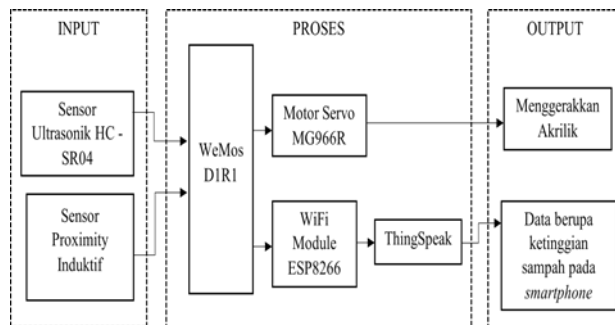 INPUT
PROSES
OUTPUT
Sensor
Ultrasonik HC -
SR04
Sensor
Proximity
Induktif
WeMos
D1R1
Motor Servo
MG966R
WiFi
Module
ESP8266
ThingSpeak
Menggerakkan
Akrilik
Data berupa
ketinggian
sampah pada
smartphone